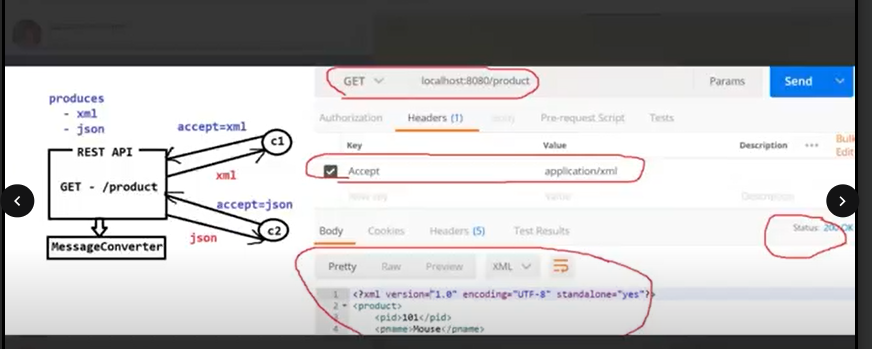 produces
- xml
- json
REST API
GET - /product
MessageConverter
accept=xml
c1
xml
accept=json
c2
json
GET localhost:8080/product Params Send
Authorization Headers (1) Body Pre-request Script Tests
Key Value Description ••• Bulk Edit
Accept application/xml
New key Value Description
Body Cookies Headers (5) Test Results Status: 200 OK
Pretty Raw Preview XML
1 <?xml version="1.0" encoding="UTF-8" standalone="yes"?>
2 <product>
3 <pid>101</pid>
4 <pname>Mouse</pname>